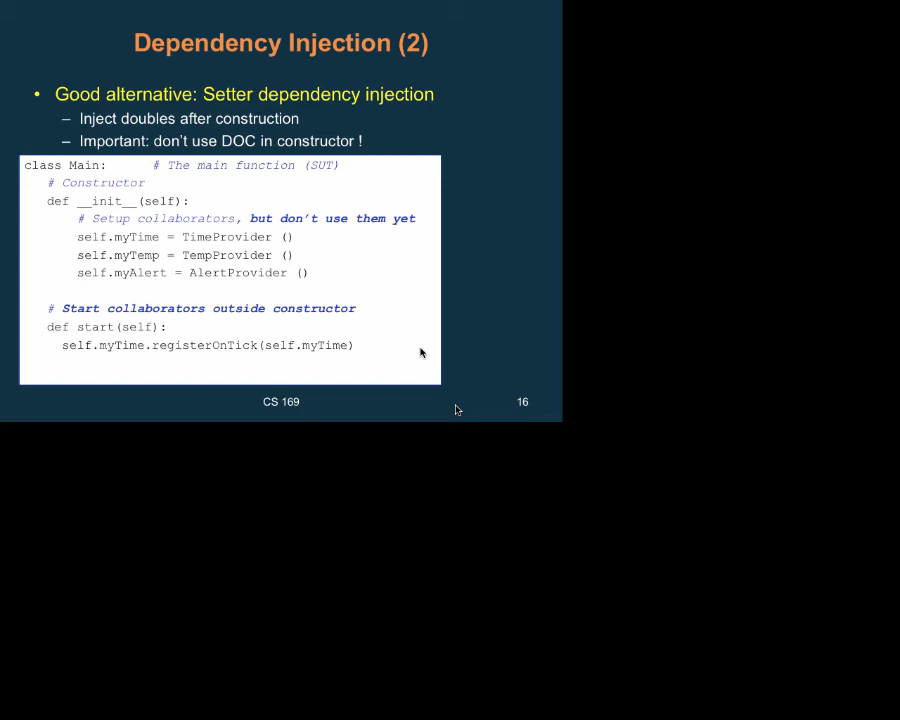 Dependency Injection (2)
• Good alternative: Setter dependency injection
– Inject doubles after construction
– Important: don't use DOC in constructor !
class Main: # The main function (SUT)
# Constructor
def __init__(self):
# Setup collaborators, but don't use them yet
self.myTime = TimeProvider ()
self.myTemp = TempProvider ()
self.myAlert = AlertProvider ()
# Start collaborators outside constructor
def start(self):
self.myTime.registerOnTick(self.myTime)
CS 169
16